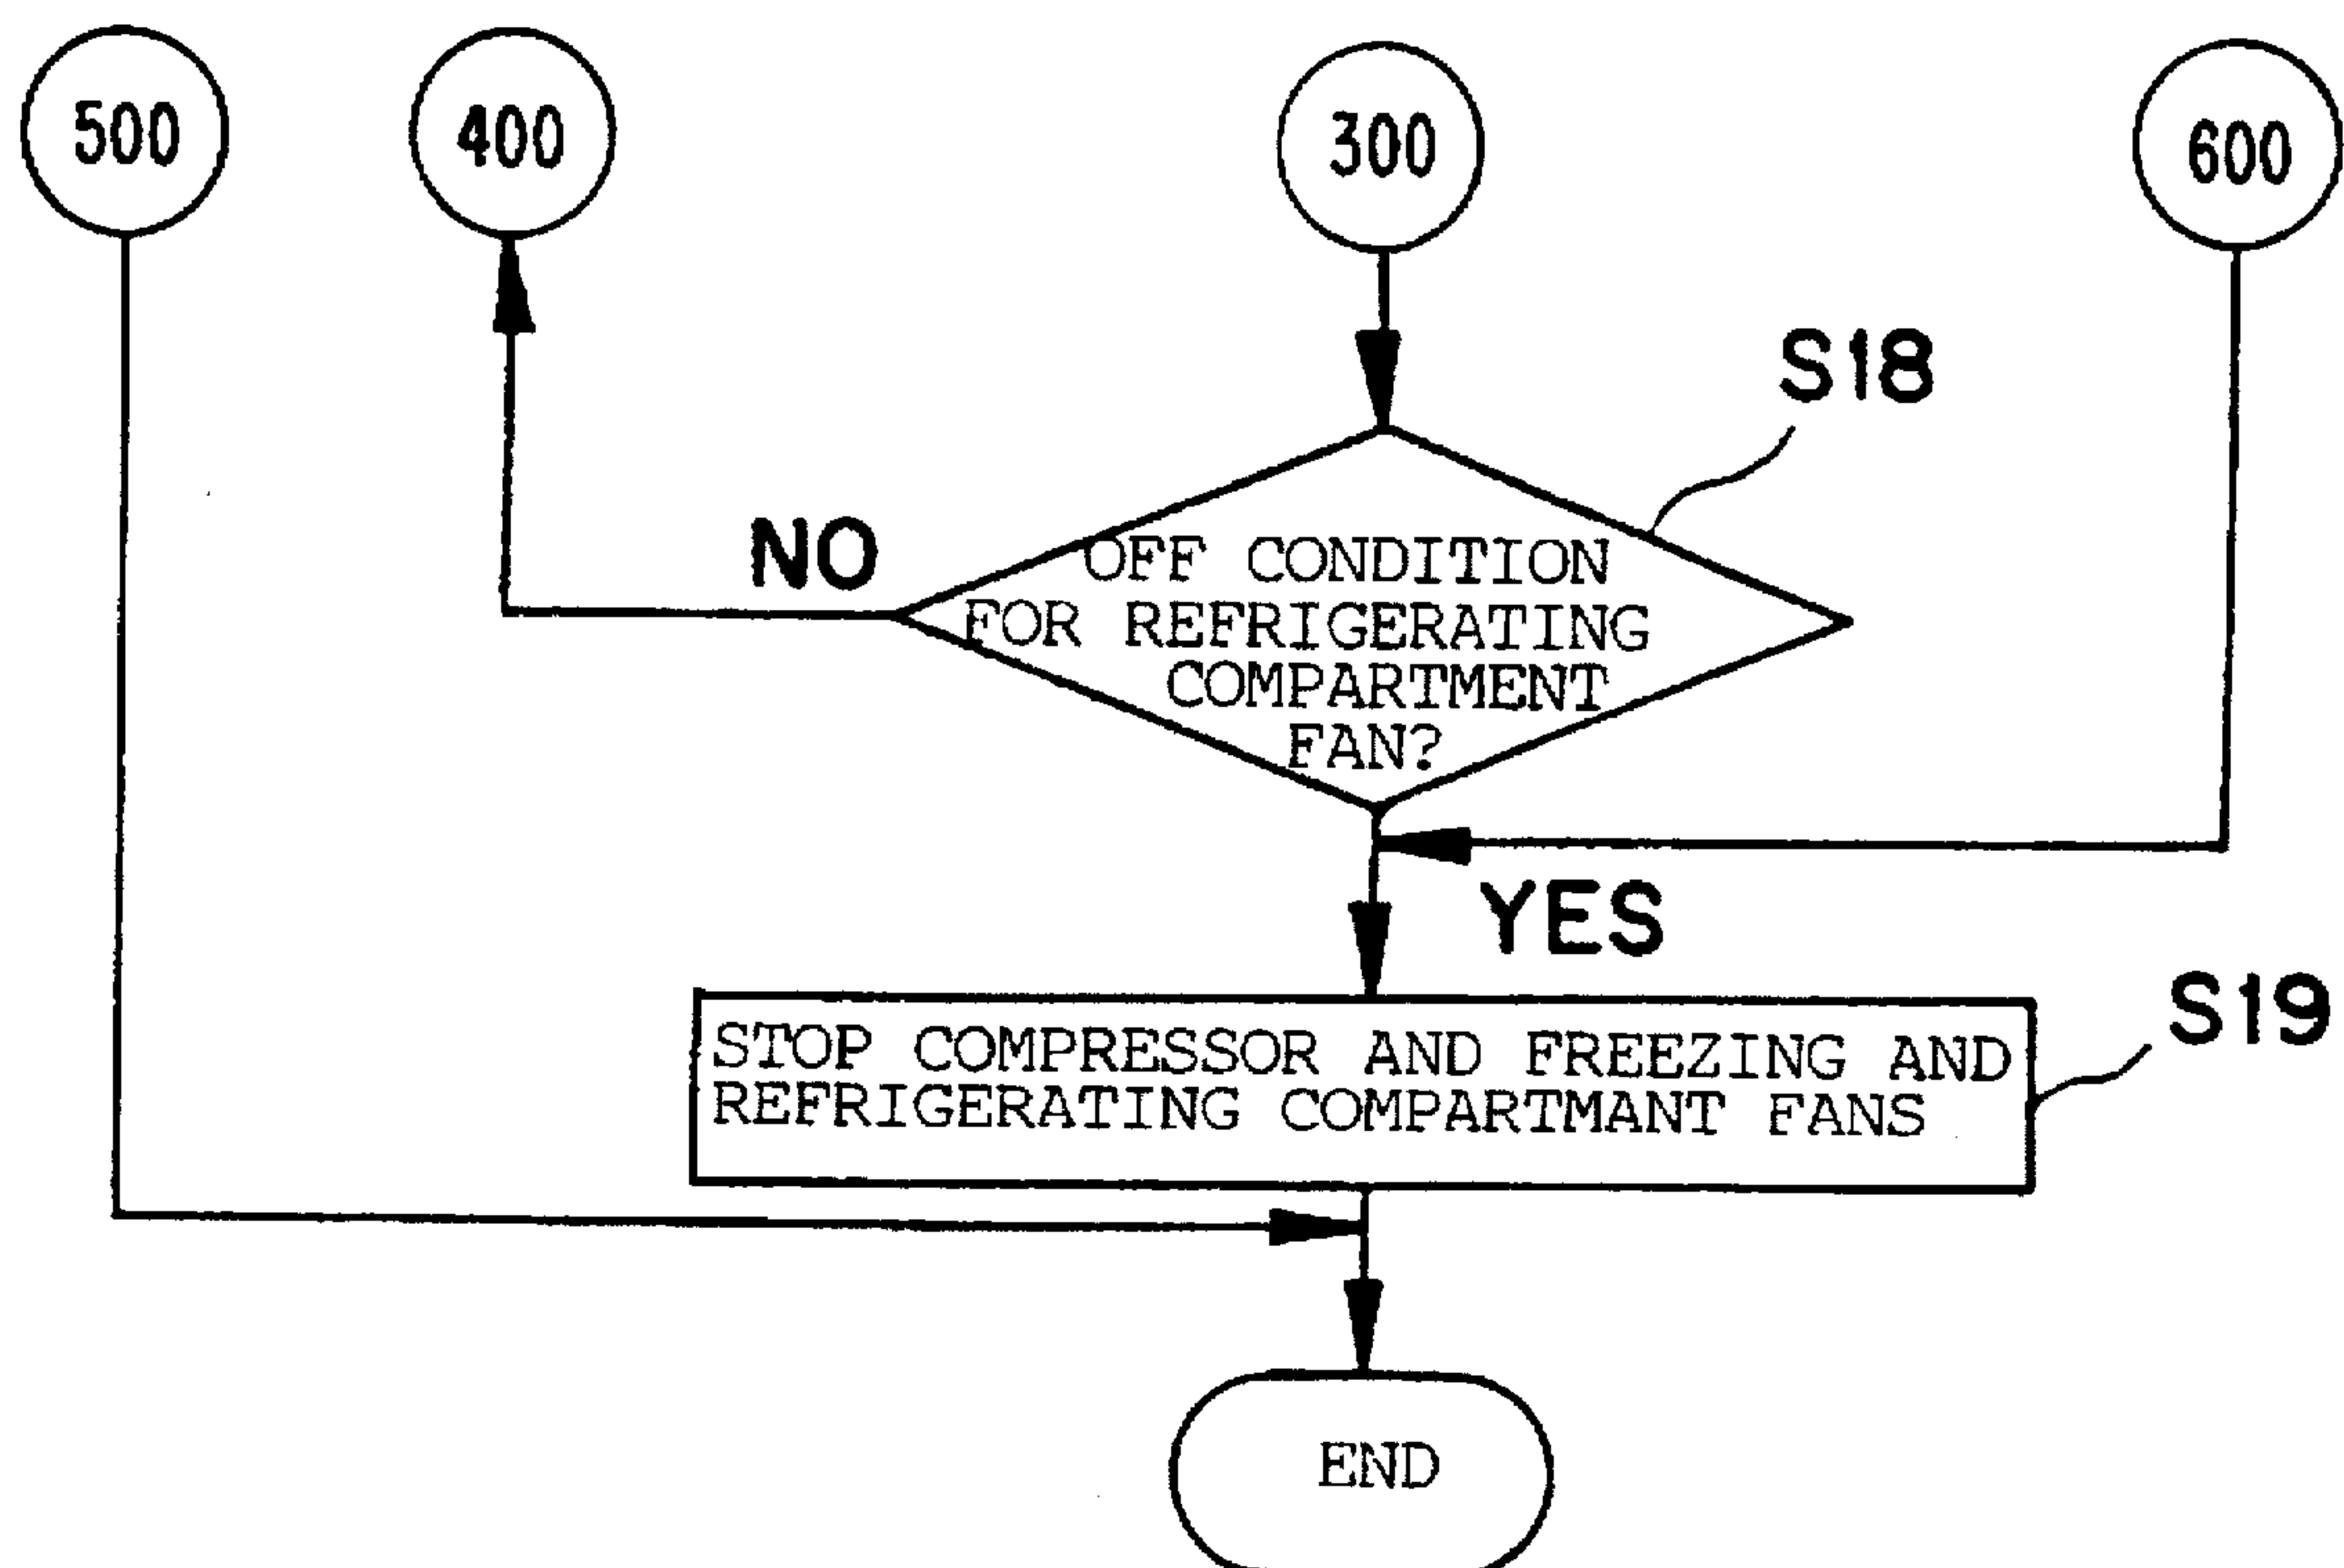 500
400
300
600
S18
NO
OFF CONDITION
FOR REFRIGERATING
COMPARTMENT
FAN?
YES
S19
STOP COMPRESSOR AND FREEZING AND
REFRIGERATING COMPARTMANT FANS
END